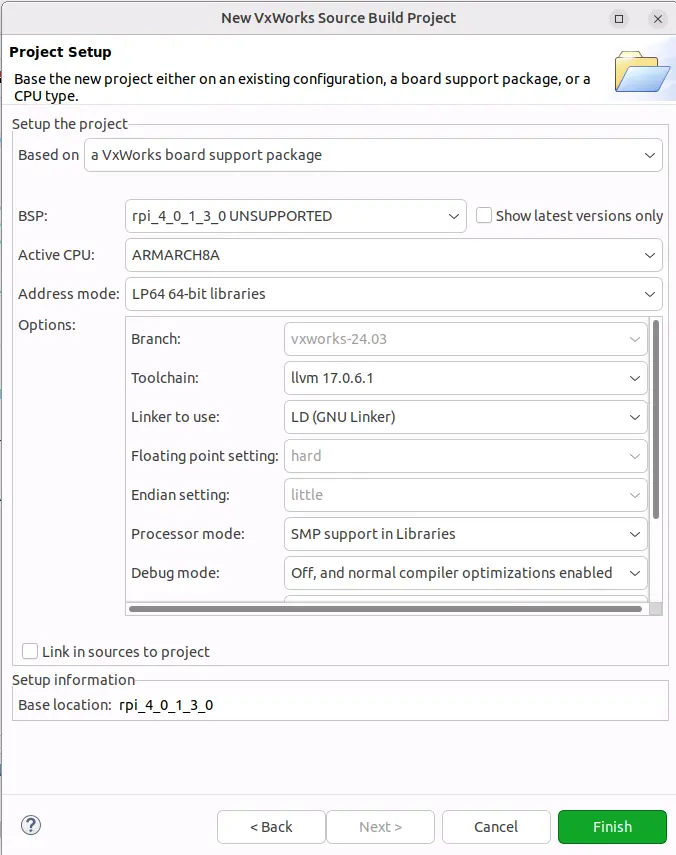 New VxWorks Source Build Project
Project Setup
Base the new project either on an existing configuration, a board support package, or a
CPU type.
Setup the project
Based on a VxWorks board support package
BSP: rpi_4_0_1_3_0 UNSUPPORTED Show latest versions only
Active CPU: ARMARCH8A
Address mode: LP64 64-bit libraries
Options:
Branch: vxworks-24.03
Toolchain: llvm 17.0.6.1
Linker to use: LD (GNU Linker)
Floating point setting: hard
Endian setting: little
Processor mode: SMP support in Libraries
Debug mode: Off, and normal compiler optimizations enabled
Link in sources to project
Setup information
Base location: rpi_4_0_1_3_0
? < Back Next > Cancel Finish